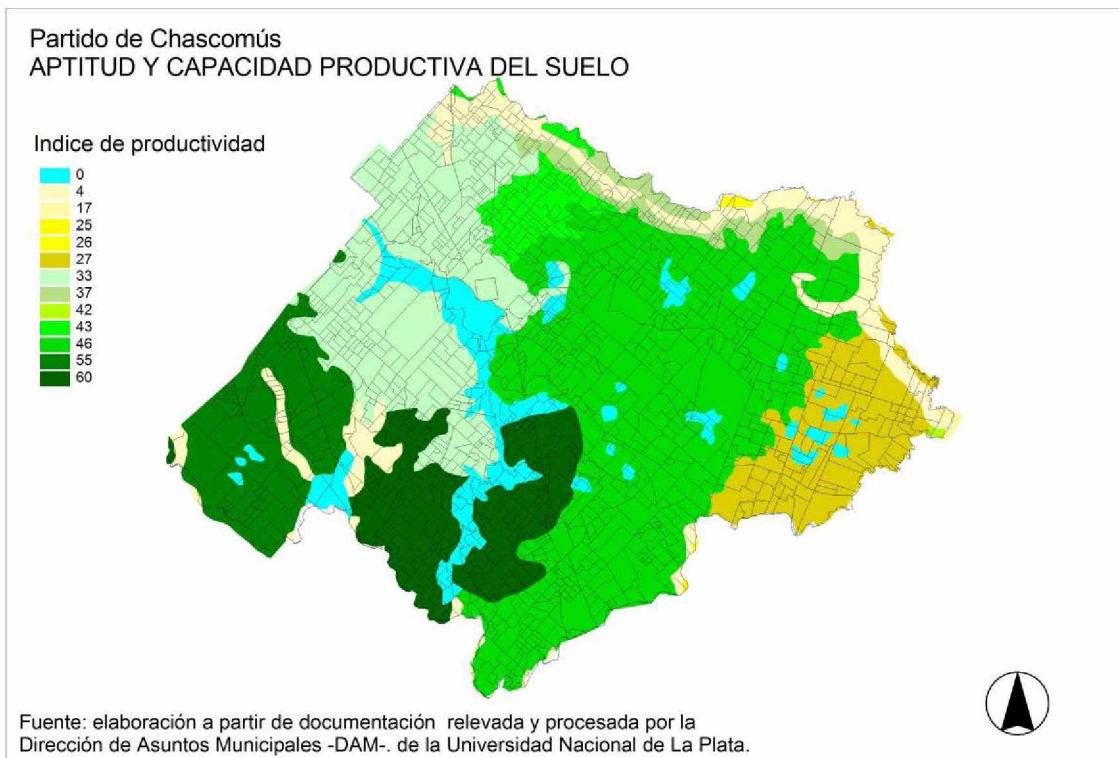 Partido de Chascomús
APTITUD Y CAPACIDAD PRODUCTIVA DEL SUELO
Indice de productividad
0
4
17
25
26
27
33
37
42
43
46
55
60
Fuente: elaboración a partir de documentación relevada y procesada por la
Dirección de Asuntos Municipales -DAM-. de la Universidad Nacional de La Plata.